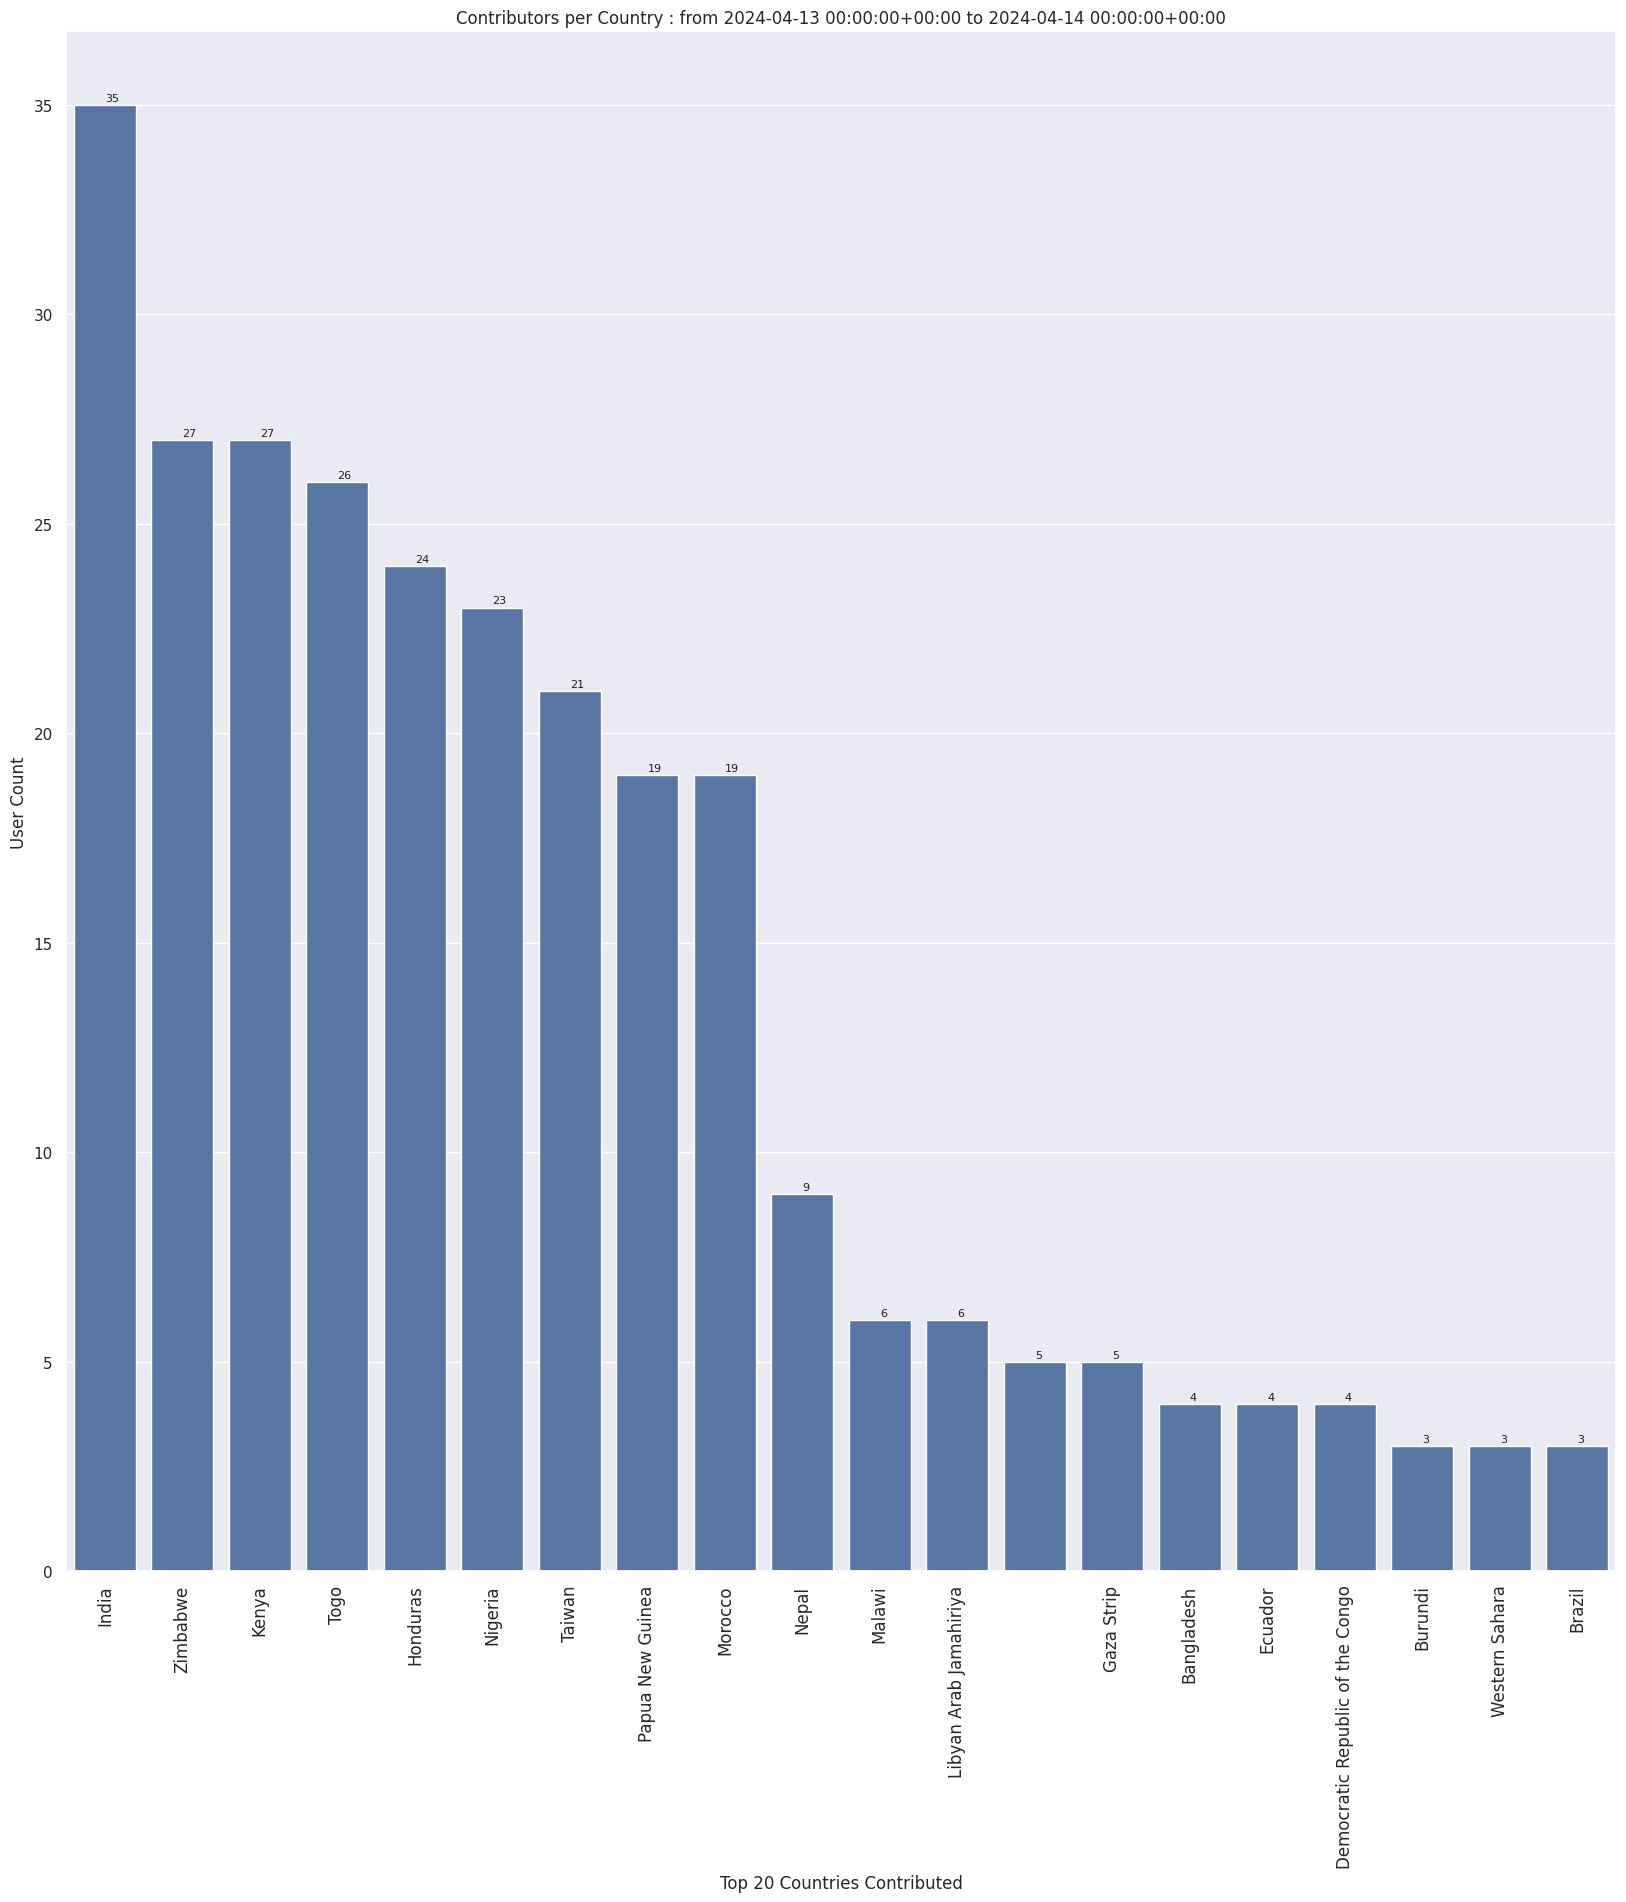 Contributors per Country : from 2024-04-13 00:00:00+00:00 to 2024-04-14 00:00:00+00:00
User Count
35
30
25
20
15
10
5
0
35
27
27
26
24
23
21
19
19
9
6
6
5
5
4
4
4
3
3
3
India
Zimbabwe
Kenya
Togo
Honduras
Nigeria
Taiwan
Papua New Guinea
Morocco
Nepal
Malawi
Libyan Arab Jamahiriya
Gaza Strip
Bangladesh
Ecuador
Democratic Republic of the Congo
Burundi
Western Sahara
Brazil
Top 20 Countries Contributed